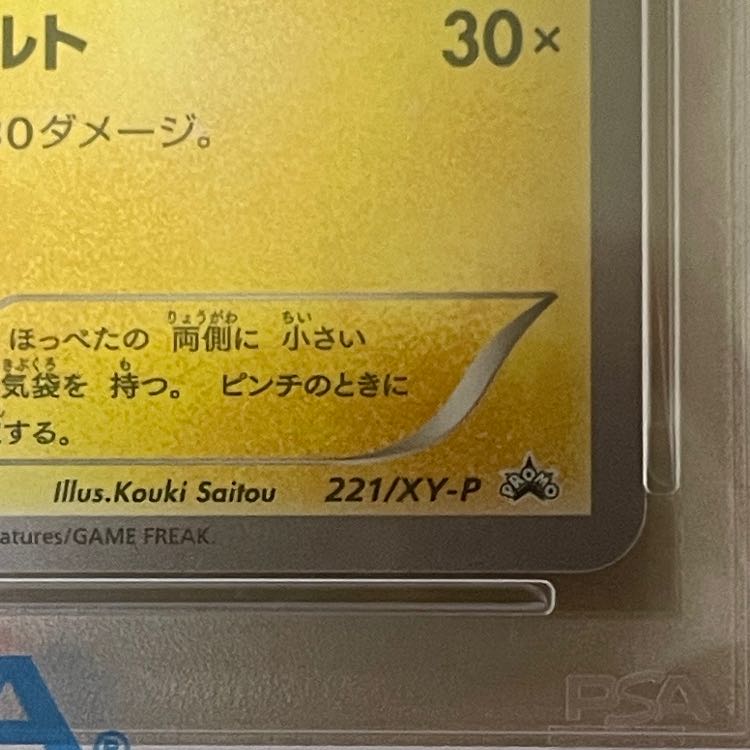 ルト 30×
30ダメージ。
りょうがわ ちい
ほっぺたの 両側に 小さい
きぶくろ も
気袋を 持つ。 ピンチのときに
する。
Illus.Kouki Saitou 221/XY-P PROMO
atures/GAME FREAK.
PSA
A®